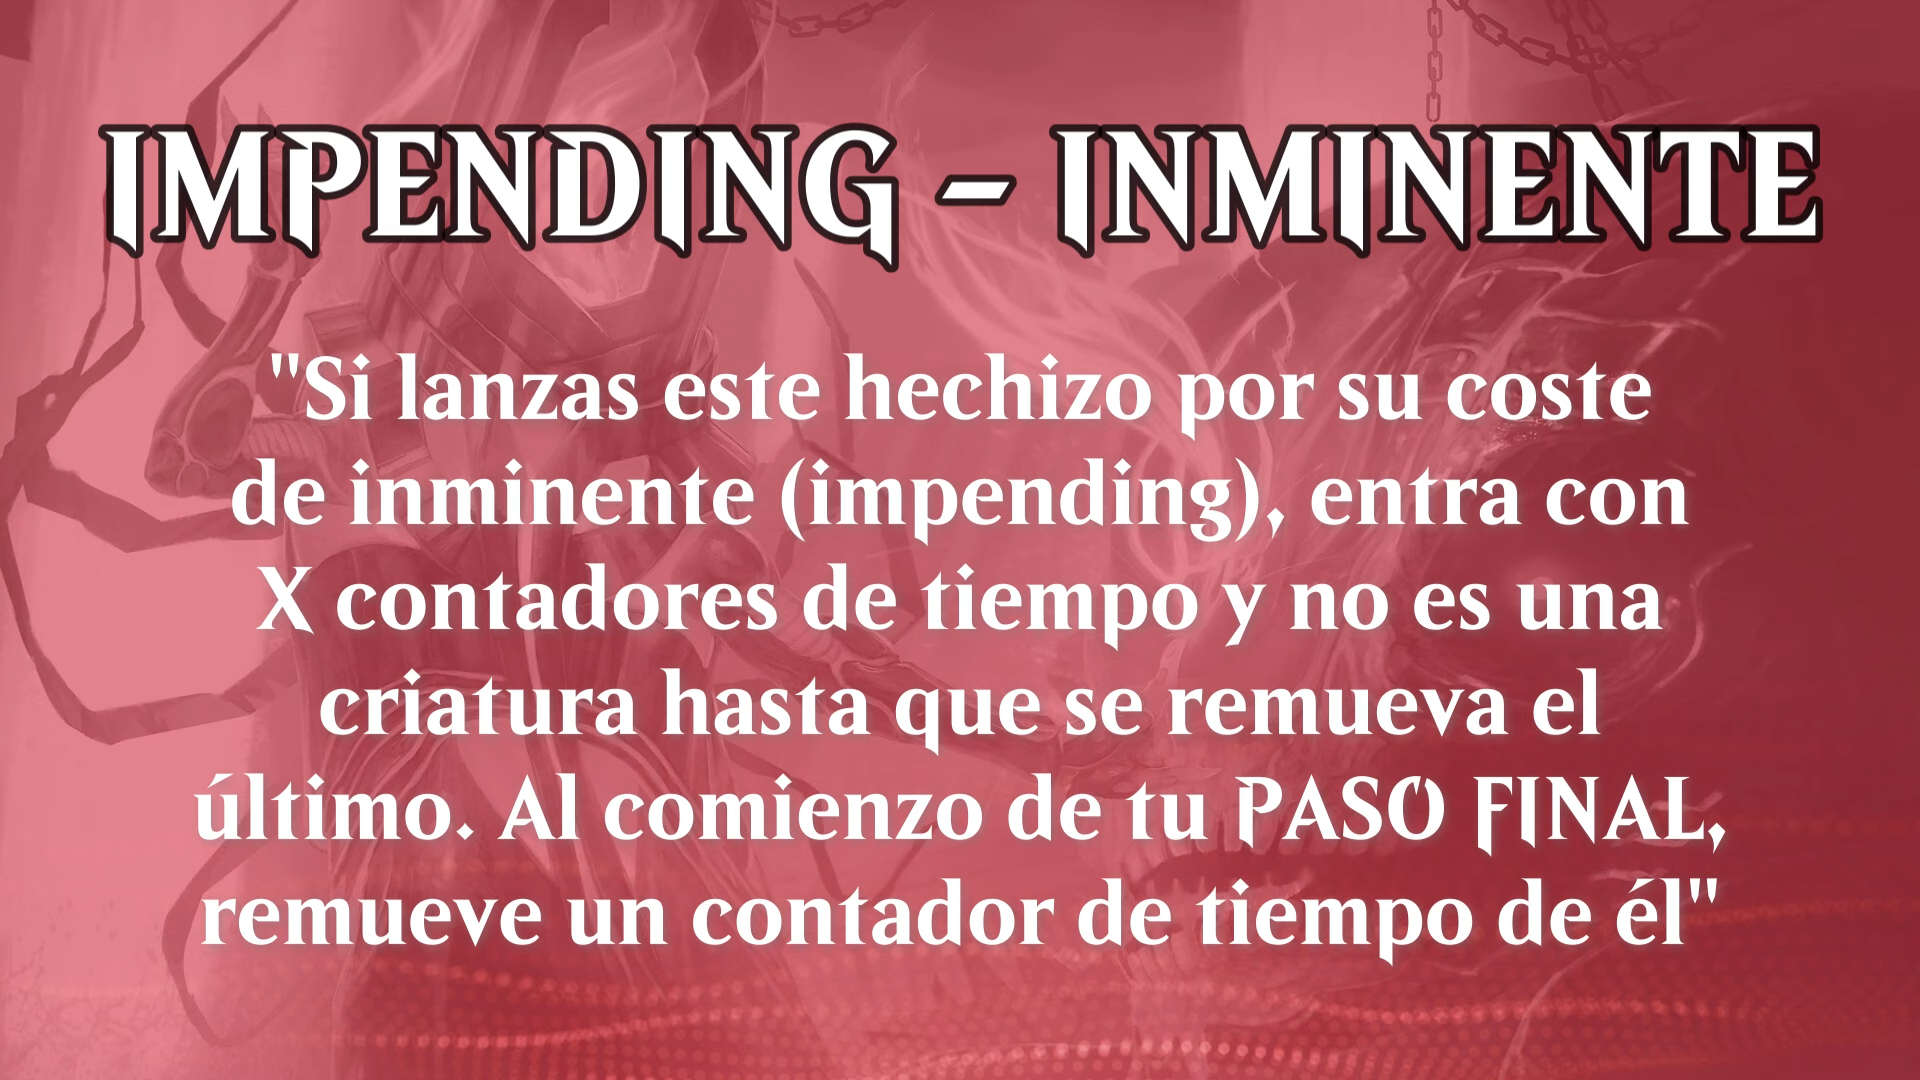 IMPENDING - INMINENTE
"Si lanzas este hechizo por su coste
de inminente (impending), entra con
X contadores de tiempo y no es una
criatura hasta que se remueva el
último. Al comienzo de tu PASO FINAL,
remueve un contador de tiempo de él"